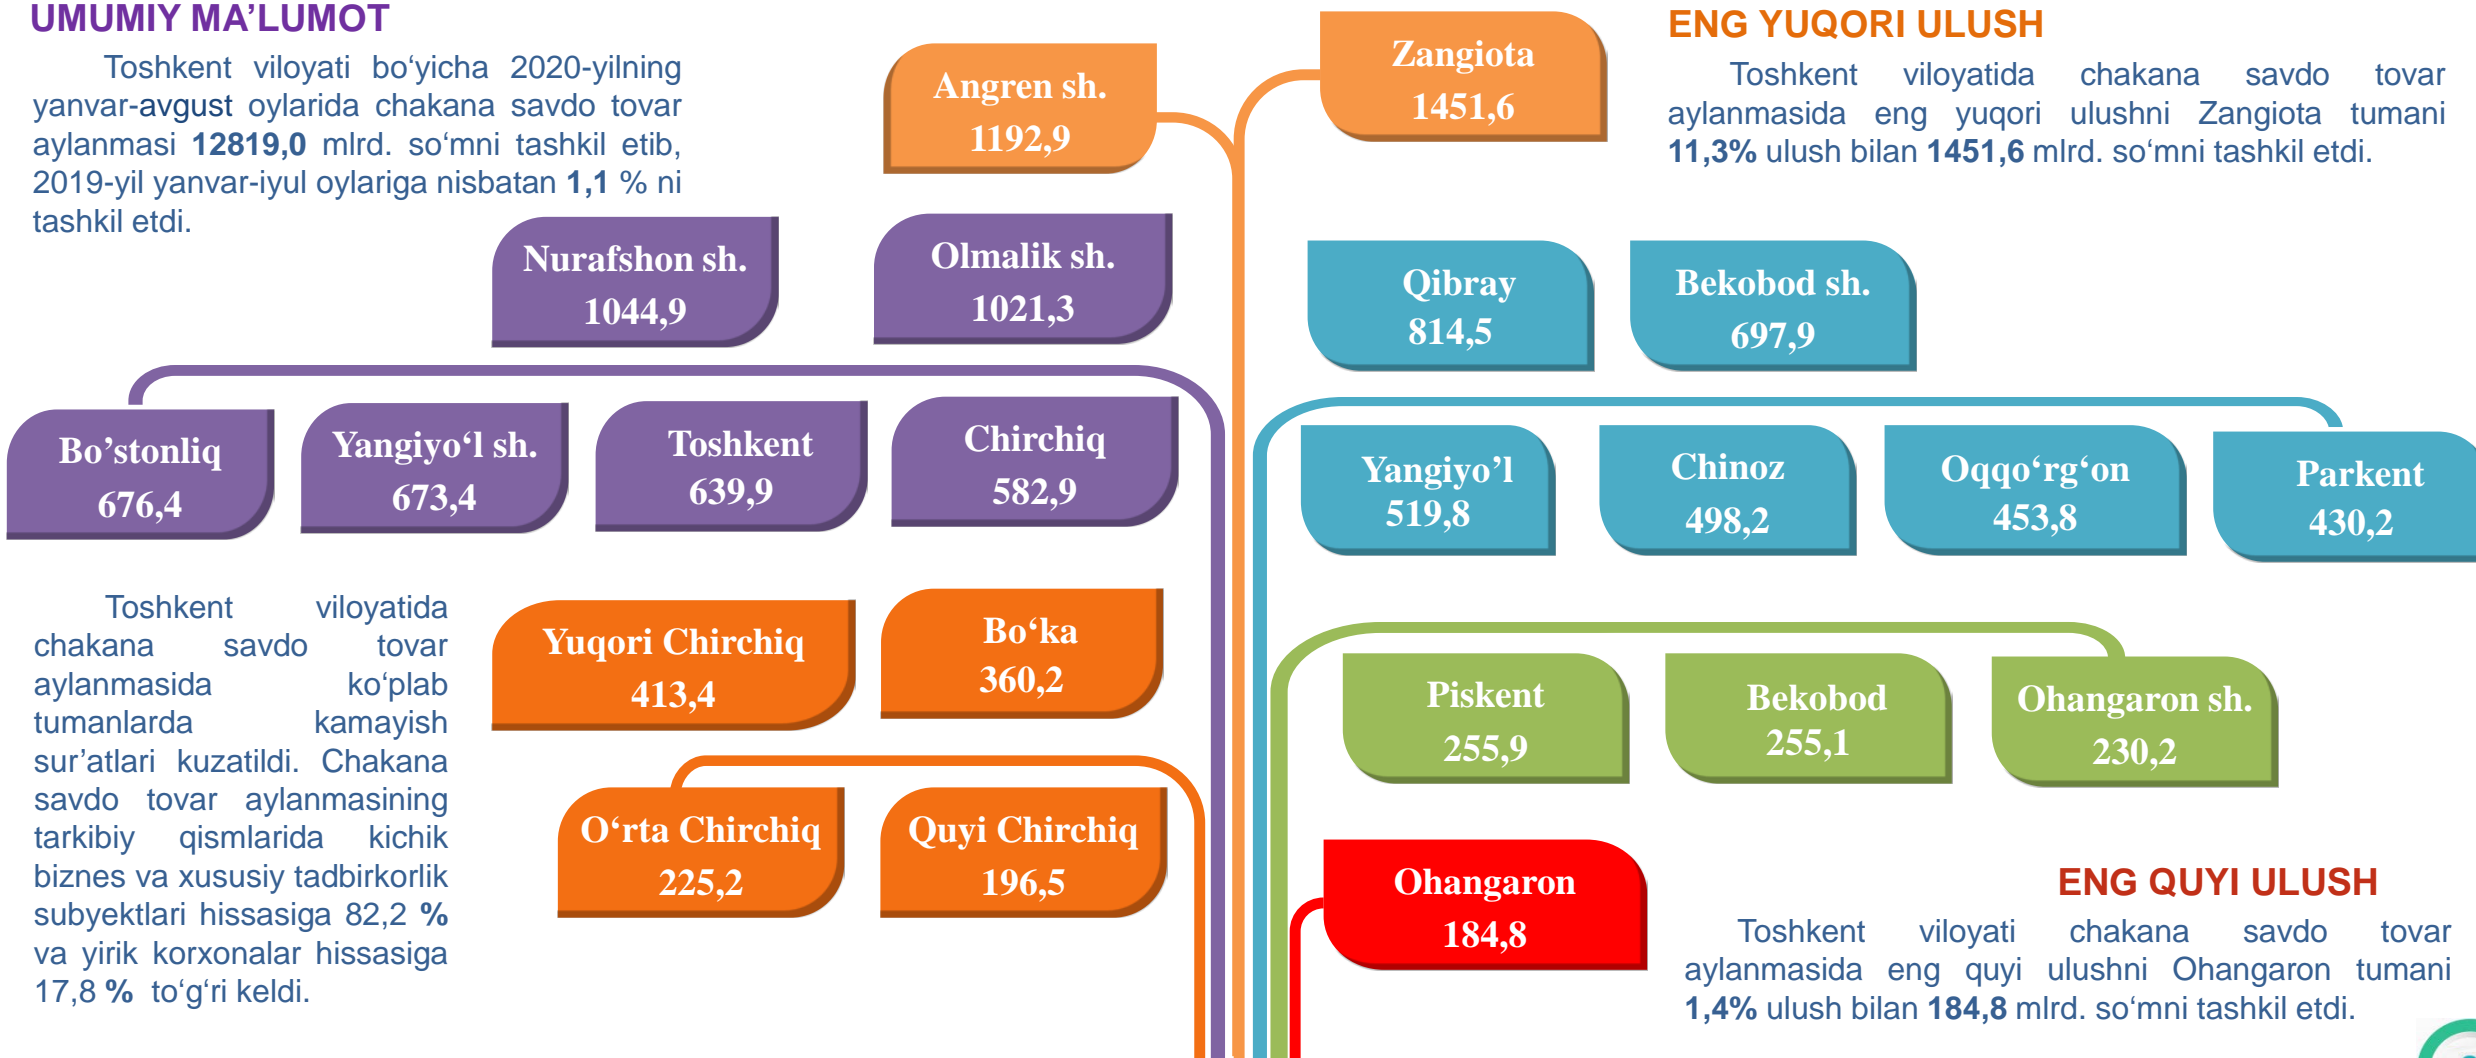 UMUMIY MA’LUMOT
Toshkent viloyati bo‘yicha 2020-yilning
yanvar-avgust oylarida chakana savdo tovar
aylanmasi 12819,0 mlrd. so‘mni tashkil etib,
2019-yil yanvar-iyul oylariga nisbatan 1,1 % ni
tashkil etdi.
Angren sh.
1192,9
Zangiota
1451,6
ENG YUQORI ULUSH
Toshkent viloyatida chakana savdo tovar
aylanmasida eng yuqori ulushni Zangiota tumani
11,3% ulush bilan 1451,6 mlrd. so‘mni tashkil etdi.
Nurafshon sh.
1044,9
Olmalik sh.
1021,3
Qibray
814,5
Bekobod sh.
697,9
Bo’stonliq
676,4
Yangiyo‘l sh.
673,4
Toshkent
639,9
Chirchiq
582,9
Yangiyo’l
519,8
Chinoz
498,2
Oqqo‘rg‘on
453,8
Parkent
430,2
Toshkent viloyatida
chakana savdo tovar
aylanmasida ko‘plab
tumanlarda kamayish
sur’atlari kuzatildi. Chakana
savdo tovar aylanmasining
tarkibiy qismlarida kichik
biznes va xususiy tadbirkorlik
subyektlari hissasiga 82,2 %
va yirik korxonalar hissasiga
17,8 % to‘g‘ri keldi.
Yuqori Chirchiq
413,4
Bo‘ka
360,2
Piskent
255,9
Bekobod
255,1
Ohangaron sh.
230,2
O‘rta Chirchiq
225,2
Quyi Chirchiq
196,5
Ohangaron
184,8
ENG QUYI ULUSH
Toshkent viloyati chakana savdo tovar
aylanmasida eng quyi ulushni Ohangaron tumani
1,4% ulush bilan 184,8 mlrd. so‘mni tashkil etdi.